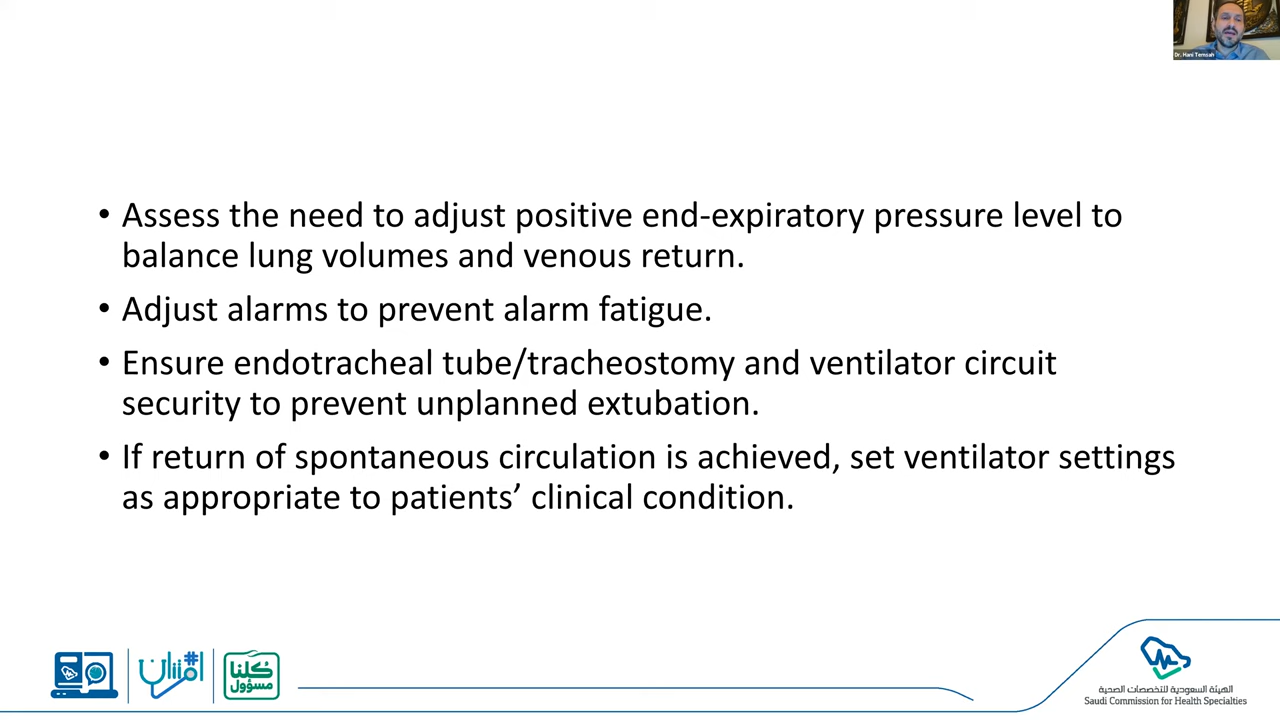 Dr. Hani Temsah
• Assess the need to adjust positive end-expiratory pressure level to
balance lung volumes and venous return.
• Adjust alarms to prevent alarm fatigue.
• Ensure endotracheal tube/tracheostomy and ventilator circuit
security to prevent unplanned extubation.
• If return of spontaneous circulation is achieved, set ventilator settings
as appropriate to patients’ clinical condition.
كلنا
مسؤول
الهيئة السعودية للتخصصات الصحية
Saudi Commission for Health Specialties